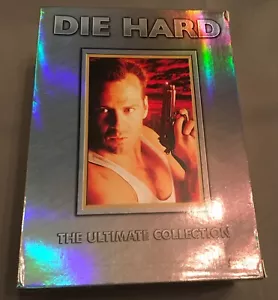 DIE HARD
THE ULTIMATE COLLECTION